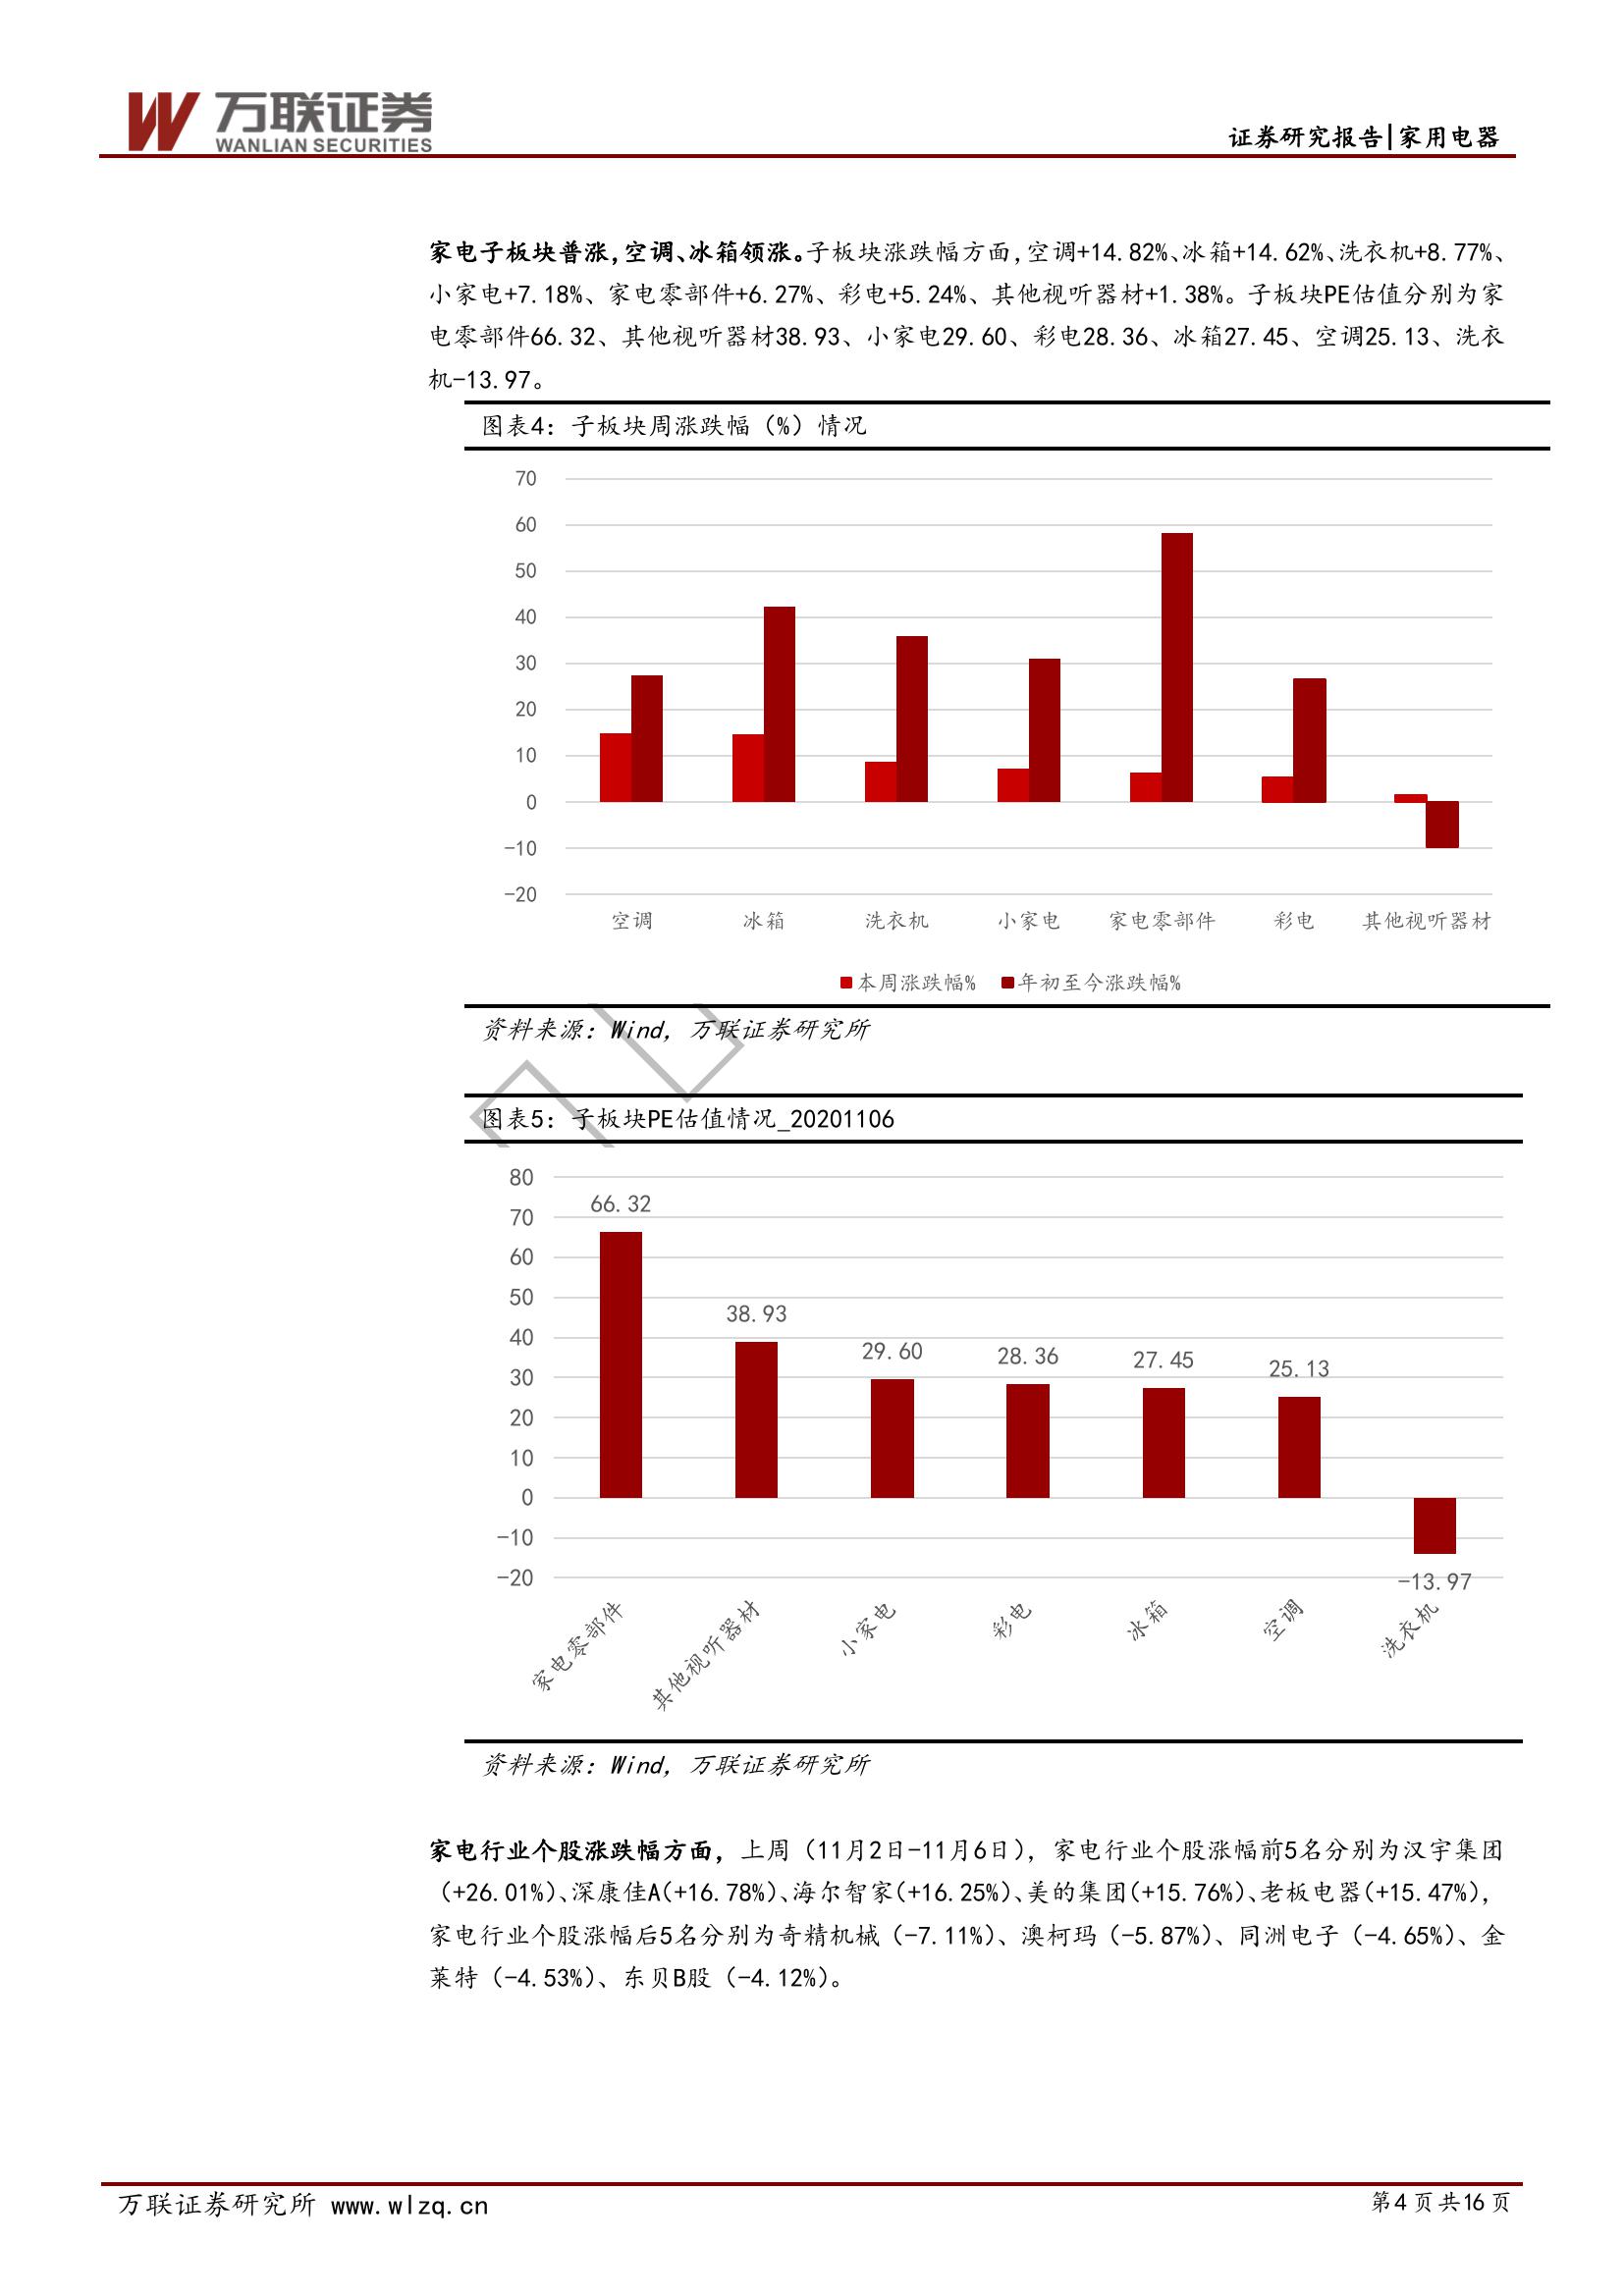 万联证券
WANLIAN SECURITIES
证券研究报告|家用电器
家电子板块普涨,空调、冰箱领涨。子板块涨跌幅方面,空调+14.82%、冰箱+14.62%、洗衣机+8.77%、
小家电+7.18%、家电零部件+6.27%、彩电+5.24%、其他视听器材+1.38%。子板块PE估值分别为家
电零部件66.32、其他视听器材38.93、小家电29.60、彩电28.36、冰箱27.45、空调25.13、洗衣
机-13.97。
图表4: 子板块周涨跌幅（%）情况
70
60
50
40
30
20
10
0
-10
-20
空调 冰箱 洗衣机 小家电 家电零部件 彩电 其他视听器材
本周涨跌幅% 年初至今涨跌幅%
资料来源: Wind, 万联证券研究所
图表5: 子板块PE估值情况_20201106
80
70
60
50
40
30
20
10
0
-10
-20
66.32 38.93 29.60 28.36 27.45 25.13 -13.97
家电零部件 其他视听器材 小家电 彩电 冰箱 空调 洗衣机
资料来源: Wind, 万联证券研究所
家电行业个股涨跌幅方面, 上周（11月2日-11月6日）, 家电行业个股涨幅前5名分别为汉宇集团
（+26.01%）、深康佳A(+16.78%)、海尔智家(+16.25%)、美的集团(+15.76%)、老板电器(+15.47%),
家电行业个股涨幅后5名分别为奇精机械（-7.11%）、澳柯玛（-5.87%）、同洲电子（-4.65%）、金
莱特（-4.53%）、东贝B股（-4.12%）。
万联证券研究所 www.wlzq.cn
第4页共16页